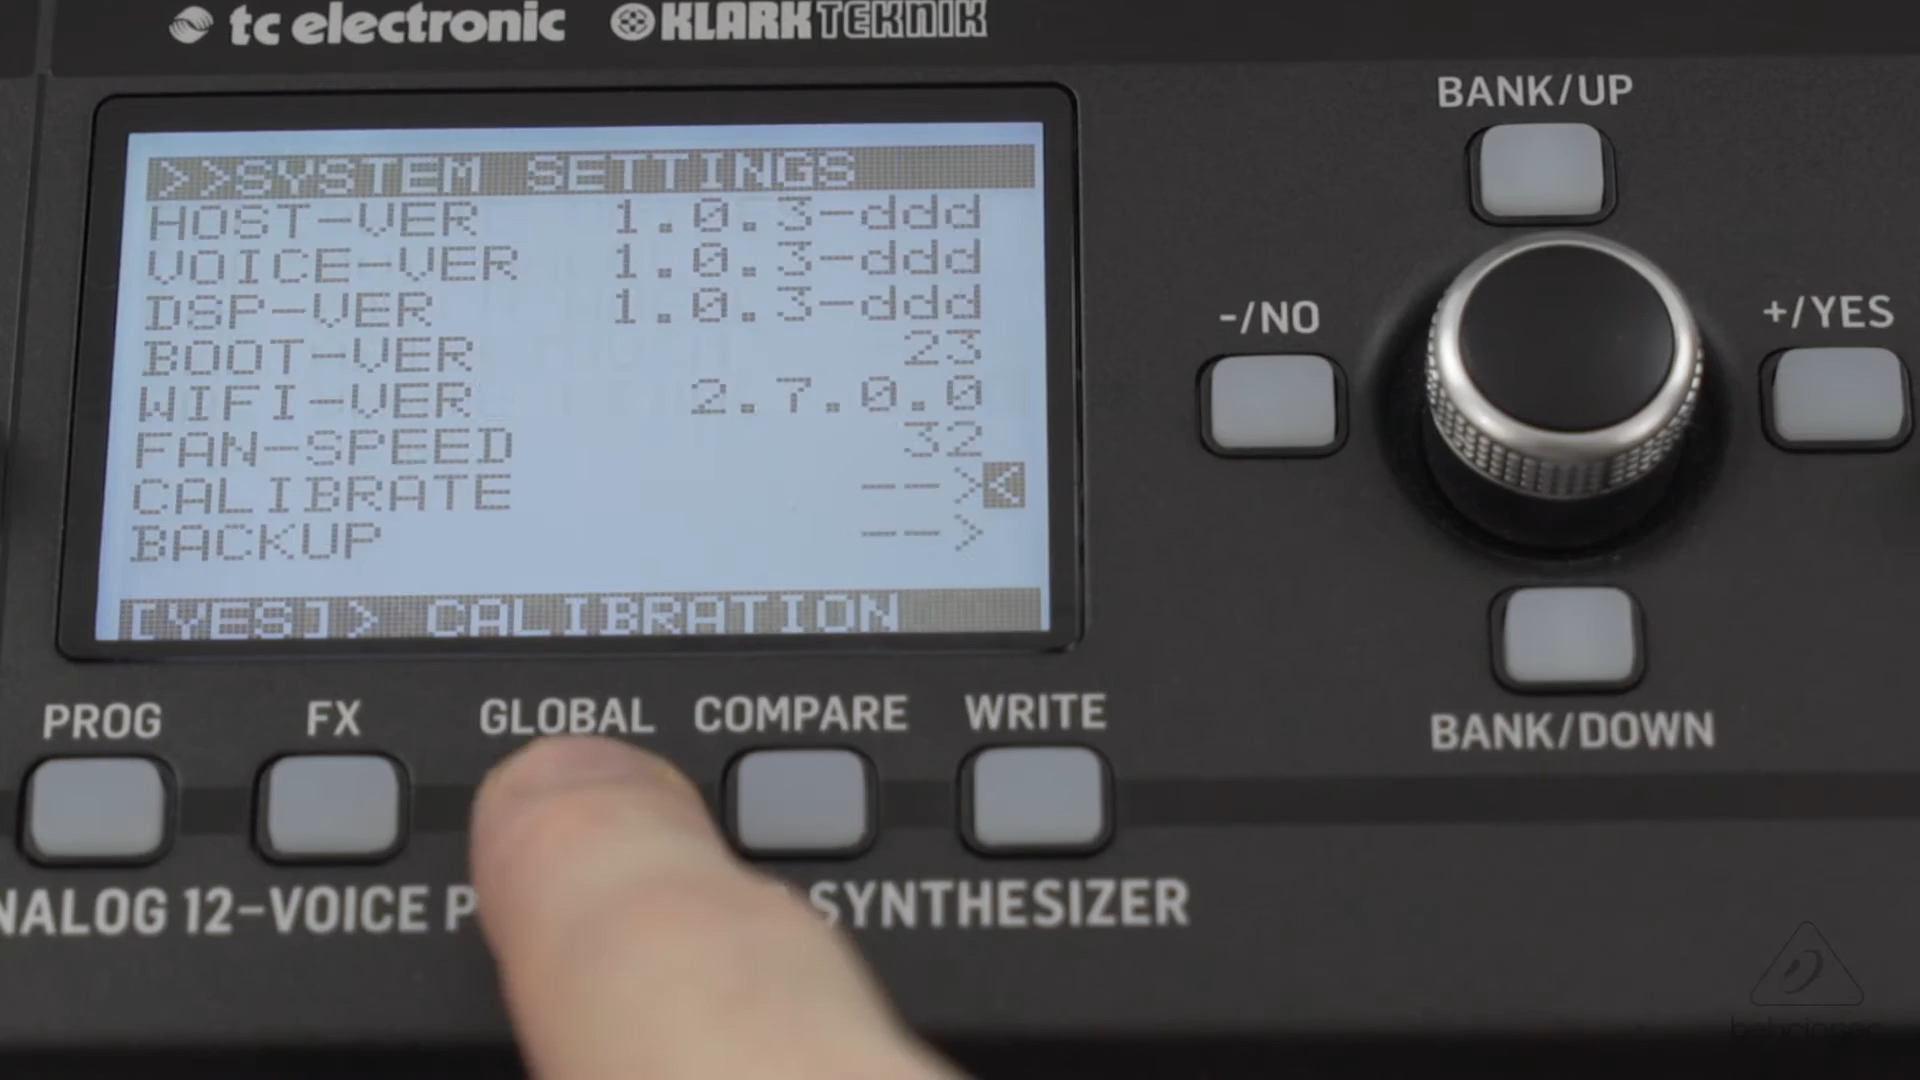 tc electronic KLARK TEKNIK
>>SYSTEM SETTINGS
HOST-VER 1.0.3-ddd
VOICE-VER 1.0.3-ddd
DSP-VER 1.0.3-ddd
BOOT-VER 23
WIFI-VER 2.7.0.0
FAN-SPEED 32
CALIBRATE --><
BACKUP -->
[YES]> CALIBRATION
BANK/UP
-/NO
+/YES
BANK/DOWN
PROG FX GLOBAL COMPARE WRITE
NALOG 12-VOICE P SYNTHESIZER
behringer